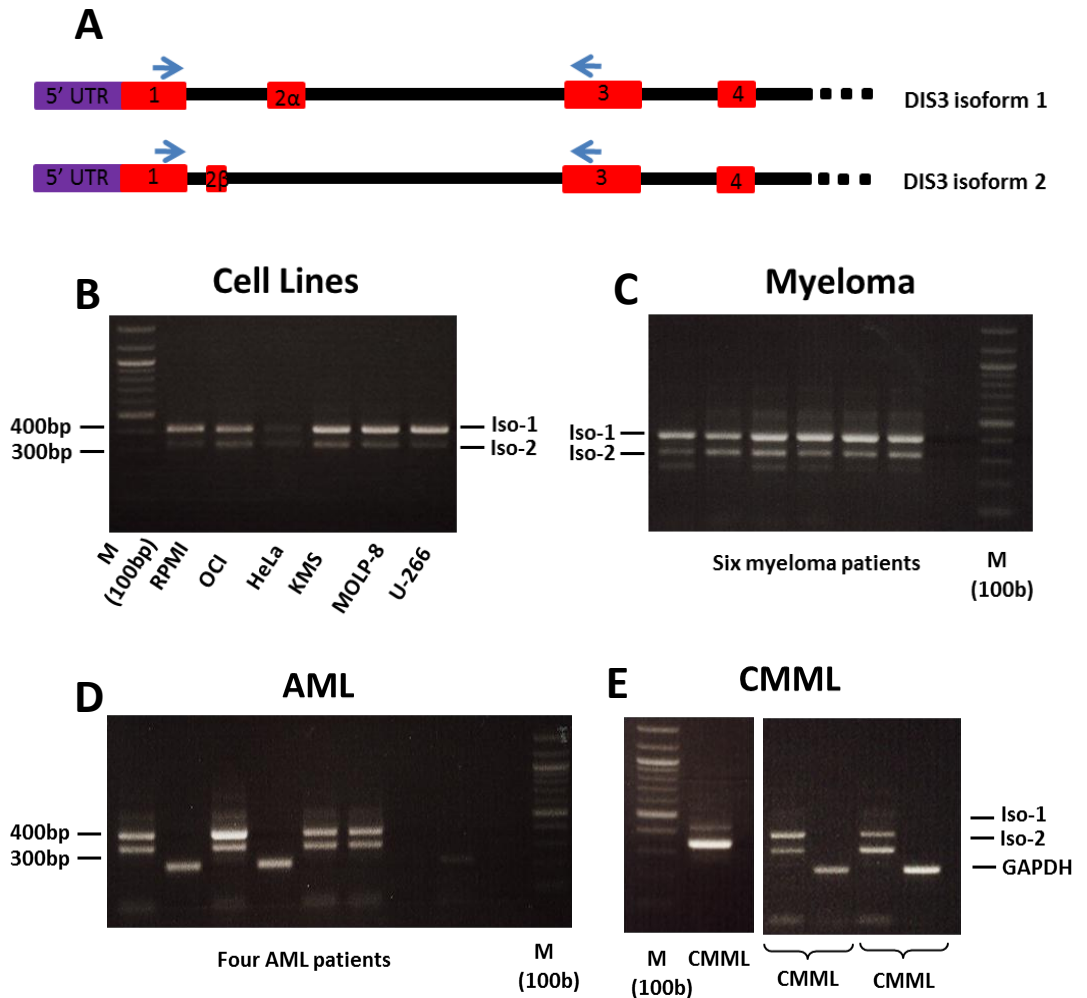 A
5' UTR 1 2α 3 4 DIS3 isoform 1
5' UTR 1 2β 3 4 DIS3 isoform 2
B
Cell Lines
400bp
300bp
Iso-1
Iso-2
M
(100bp)
RPMI
OCI
HeLa
KMS
MOLP-8
U-266
C
Myeloma
Iso-1
Iso-2
Six myeloma patients
M
(100b)
D
AML
400bp
300bp
Four AML patients
M
(100b)
E
CMML
Iso-1
Iso-2
GAPDH
M
(100b)
CMML
CMML
CMML